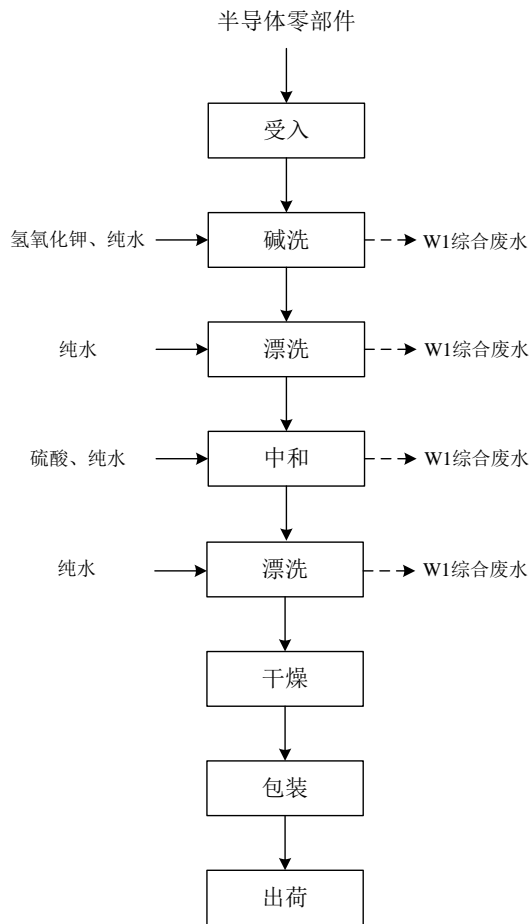 半导体零部件
受入
氢氧化钾、纯水
碱洗
W1综合废水
纯水
漂洗
W1综合废水
硫酸、纯水
中和
W1综合废水
纯水
漂洗
W1综合废水
干燥
包装
出荷